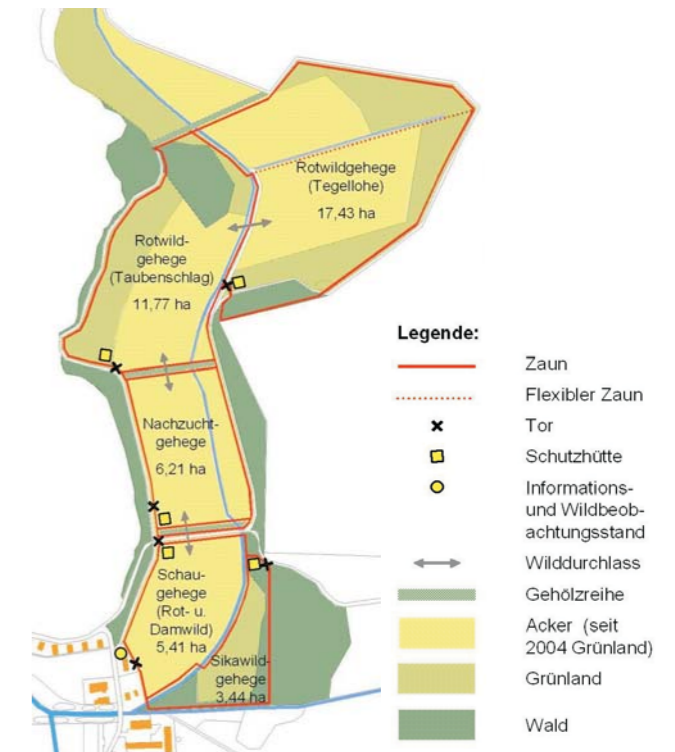 Rotwildgehege
(Tegellohe)
17,43 ha
Rotwild-
gehege
(Taubenschlag)
11,77 ha
Nachzucht-
gehege
6,21 ha
Schau-
gehege
(Rot- u.
Damwild)
5,41 ha
Sikawild-
gehege
3,44 ha
Legende:
Zaun
Flexibler Zaun
Tor
Schutzhütte
Informations-
und Wildbeob-
achtungsstand
Wilddurchlass
Gehölzreihe
Acker (seit
2004 Grünland)
Grünland
Wald